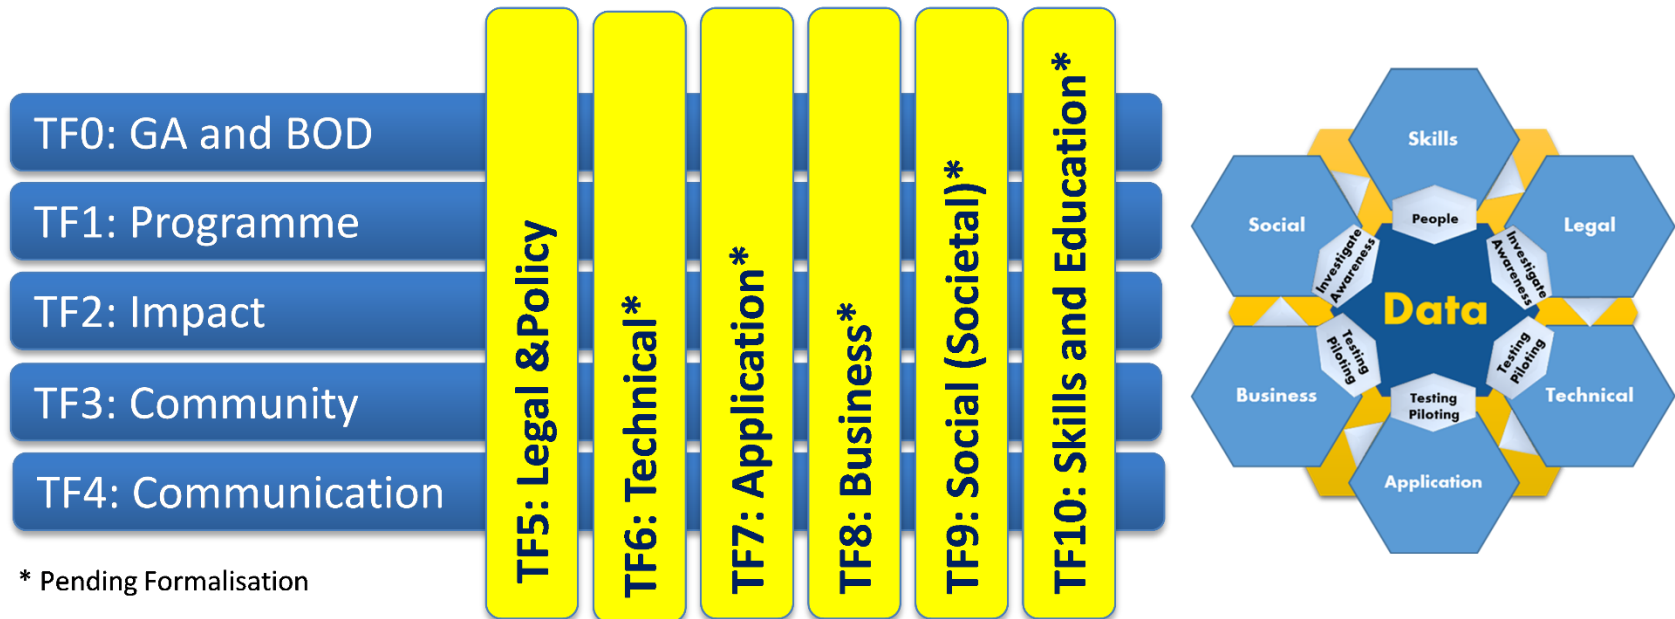 TF0: GA and BOD
TF1: Programme
TF2: Impact
TF3: Community
TF4: Communication
* Pending Formalisation
TF5: Legal &Policy
TF6: Technical*
TF7: Application*
TF8: Business*
TF9: Social (Societal)*
TF10: Skills and Education*
Skills
People
Social
Legal
Investigate
Awareness
Investigate
Awareness
Data
Testing
Piloting
Testing
Piloting
Business
Technical
Testing
Piloting
Application